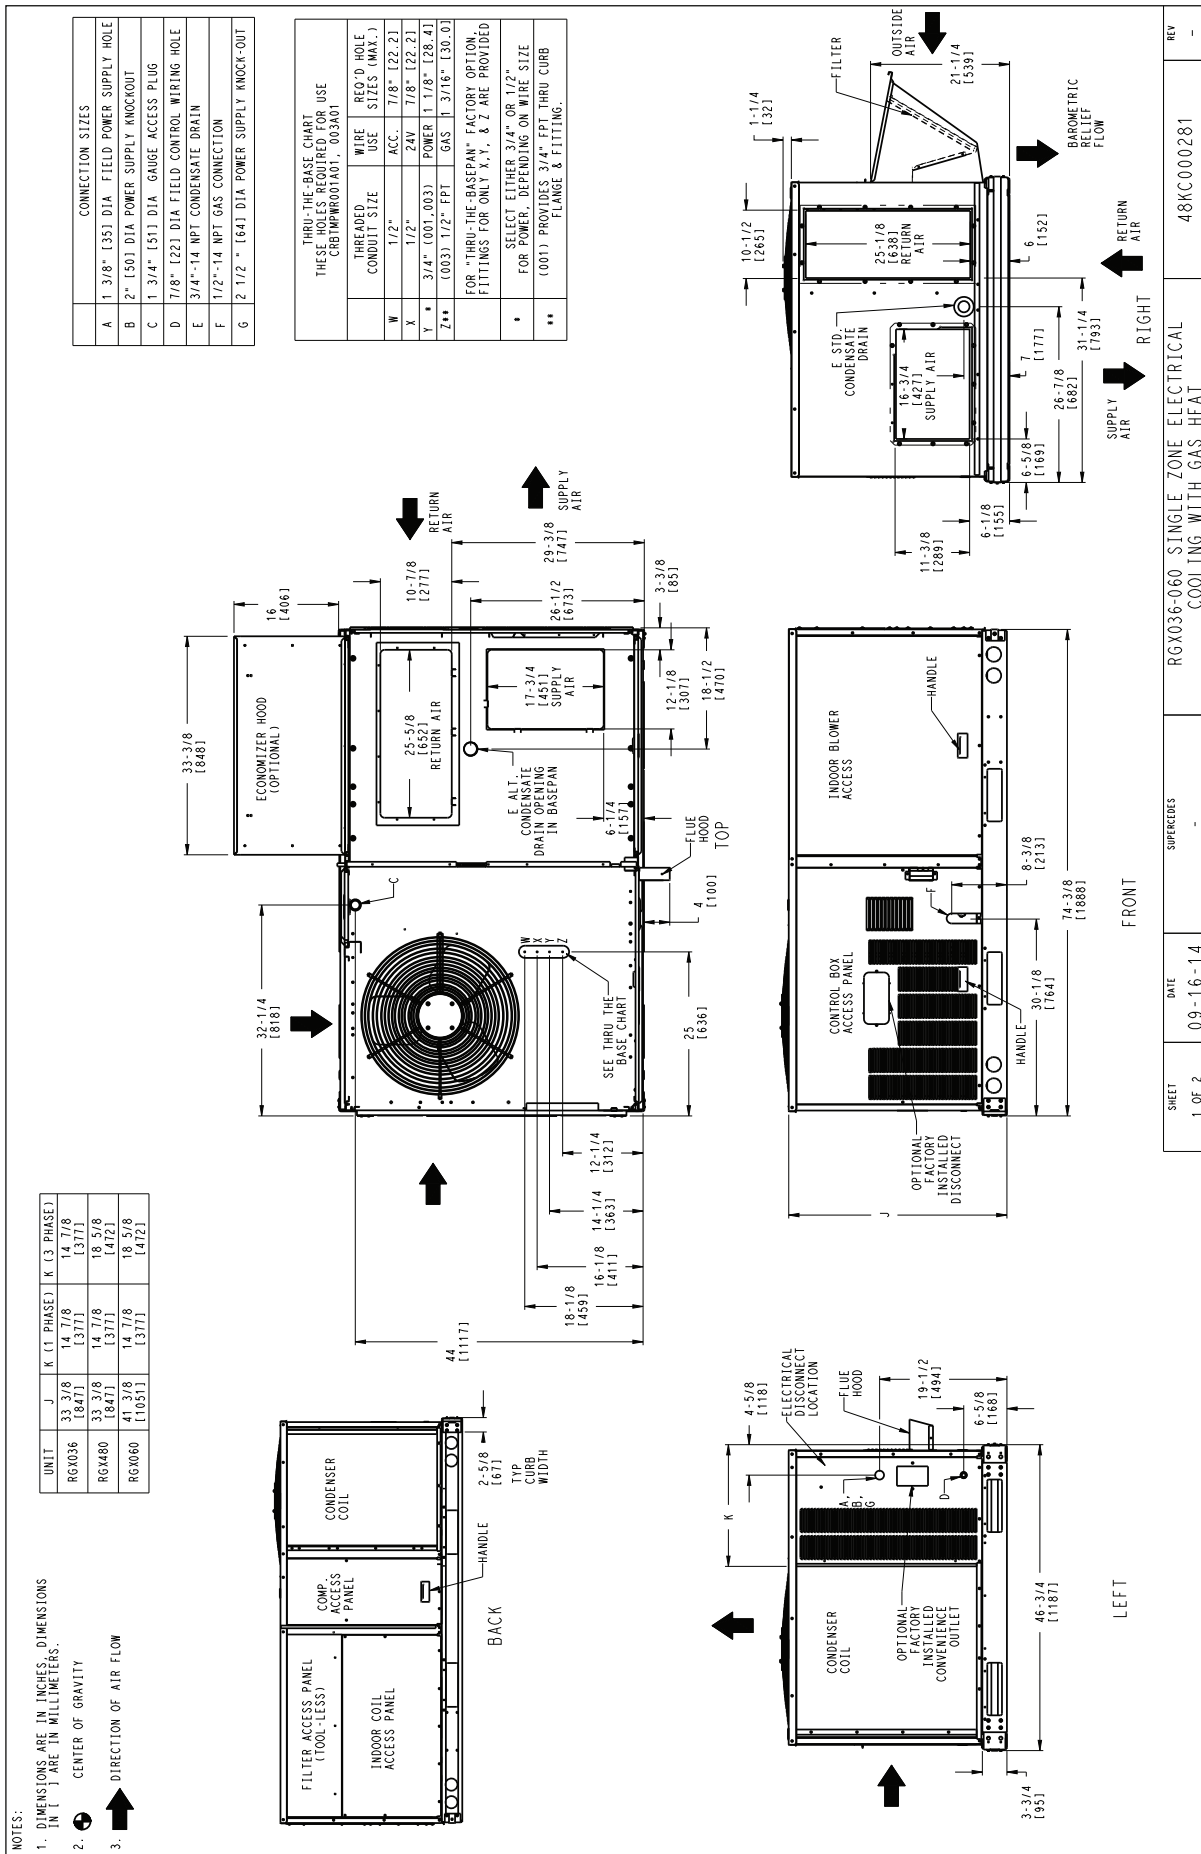 NOTES:
1. DIMENSIONS ARE IN INCHES, DIMENSIONS
IN [ ] ARE IN MILLIMETERS.
2. CENTER OF GRAVITY
3. DIRECTION OF AIR FLOW
UNIT J K (1 PHASE) K (3 PHASE)
RGX036 33 3/8 [847] 14 7/8 [377] 14 7/8 [377]
RGX480 33 3/8 [847] 14 7/8 [377] 18 5/8 [472]
RGX060 41 3/8 [1051] 14 7/8 [377] 18 5/8 [472]
CONNECTION SIZES
A 1 3/8" [35] DIA FIELD POWER SUPPLY HOLE
B 2" [50] DIA POWER SUPPLY KNOCKOUT
C 1 3/4" [51] DIA GAUGE ACCESS PLUG
D 7/8" [22] DIA FIELD CONTROL WIRING HOLE
E 3/4"-14 NPT CONDENSATE DRAIN
F 1/2"-14 NPT GAS CONNECTION
G 2 1/2 " [64] DIA POWER SUPPLY KNOCK-OUT
THRU-THE-BASE CHART
THESE HOLES REQUIRED FOR USE
CRBTMPWR001A01, 003A01
THREADED
CONDUIT SIZE
WIRE
USE
REQ'D HOLE
SIZES (MAX.)
W 1/2" ACC. 7/8" [22.2]
X 1/2" 24V 7/8" [22.2]
Y * 3/4" (001,003) POWER 1 1/8" [28.4]
Z** (003) 1/2" FPT GAS 1 3/16" [30.0]
FOR "THRU-THE-BASEPAN" FACTORY OPTION,
FITTINGS FOR ONLY X,Y, & Z ARE PROVIDED
* SELECT EITHER 3/4" OR 1/2"
FOR POWER, DEPENDING ON WIRE SIZE
** (001) PROVIDES 3/4" FPT THRU CURB
FLANGE & FITTING.
FILTER ACCESS PANEL
(TOOL-LESS)
INDOOR COIL
ACCESS PANEL
COMP.
ACCESS
PANEL
CONDENSER
COIL
HANDLE
2-5/8
[67]
TYP
CURB
WIDTH
BACK
33-3/8
[848]
16
[406]
ECONOMIZER HOOD
(OPTIONAL)
32-1/4
[818]
C
W
X
Y
Z
SEE THRU THE
BASE CHART
25
[636]
44
[1117]
18-1/8
[459]
16-1/8
[411]
14-1/4
[363]
12-1/4
[312]
25-5/8
[652]
RETURN AIR
17-3/4
[451]
SUPPLY
AIR
E ALT.
CONDENSATE
DRAIN OPENING
IN BASEPAN
6-1/4
[157]
FLUE
HOOD
4
[100]
12-1/8
[307]
18-1/2
[470]
3-3/8
[85]
26-1/2
[673]
29-3/8
[747]
10-7/8
[277]
RETURN
AIR
SUPPLY
AIR
TOP
CONDENSER
COIL
OPTIONAL
FACTORY
INSTALLED
CONVENIENCE
OUTLET
K
A,
B,
G
D
4-5/8
[118]
ELECTRICAL
DISCONNECT
LOCATION
FLUE
HOOD
19-1/2
[494]
6-5/8
[168]
46-3/4
[1187]
3-3/4
[95]
LEFT
J
OPTIONAL
FACTORY
INSTALLED
DISCONNECT
CONTROL BOX
ACCESS PANEL
INDOOR BLOWER
ACCESS
HANDLE
HANDLE
F
8-3/8
[213]
30-1/8
[764]
74-3/8
[1888]
FRONT
OUTSIDE
AIR
FILTER
21-1/4
[539]
1-1/4
[32]
10-1/2
[265]
25-1/8
[638]
RETURN
AIR
E STD.
CONDENSATE
DRAIN
16-3/4
[427]
SUPPLY AIR
11-3/8
[289]
6-1/8
[155]
6-5/8
[169]
26-7/8
[682]
7
[177]
31-1/4
[793]
6
[152]
BAROMETRIC
RELIEF
FLOW
RETURN
AIR
SUPPLY
AIR
RIGHT
SHEET
1 OF 2
DATE
09-16-14
SUPERCEDES
-
RGX036-060 SINGLE ZONE ELECTRICAL
COOLING WITH GAS HEAT
48KC000281
REV
-